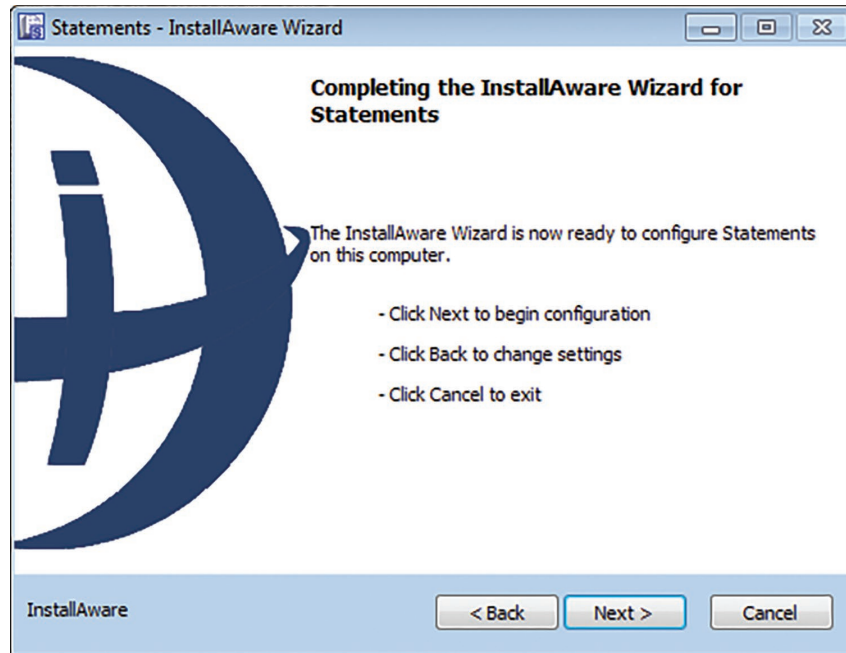 Statements - InstallAware Wizard
Completing the InstallAware Wizard for
Statements
The InstallAware Wizard is now ready to configure Statements
on this computer.
- Click Next to begin configuration
- Click Back to change settings
- Click Cancel to exit
InstallAware
< Back
Next >
Cancel